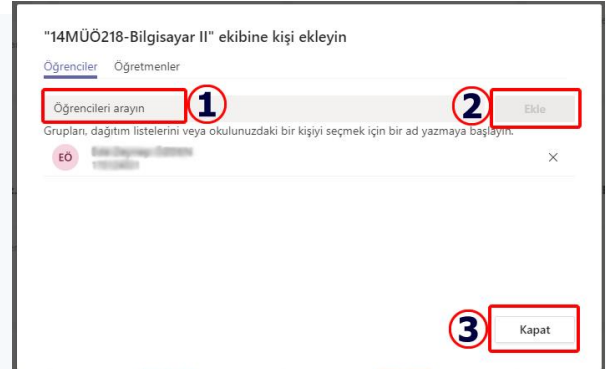 "14MÜÖ218-Bilgisayar II" ekibine kişi ekleyin
Öğrenciler Öğretmenler
Öğrencileri arayın 1 2 Ekle
Grupları, dağıtım listelerini veya okulunuzdaki bir kişiyi seçmek için bir ad yazmaya başlayın.
EÖ
3 Kapat